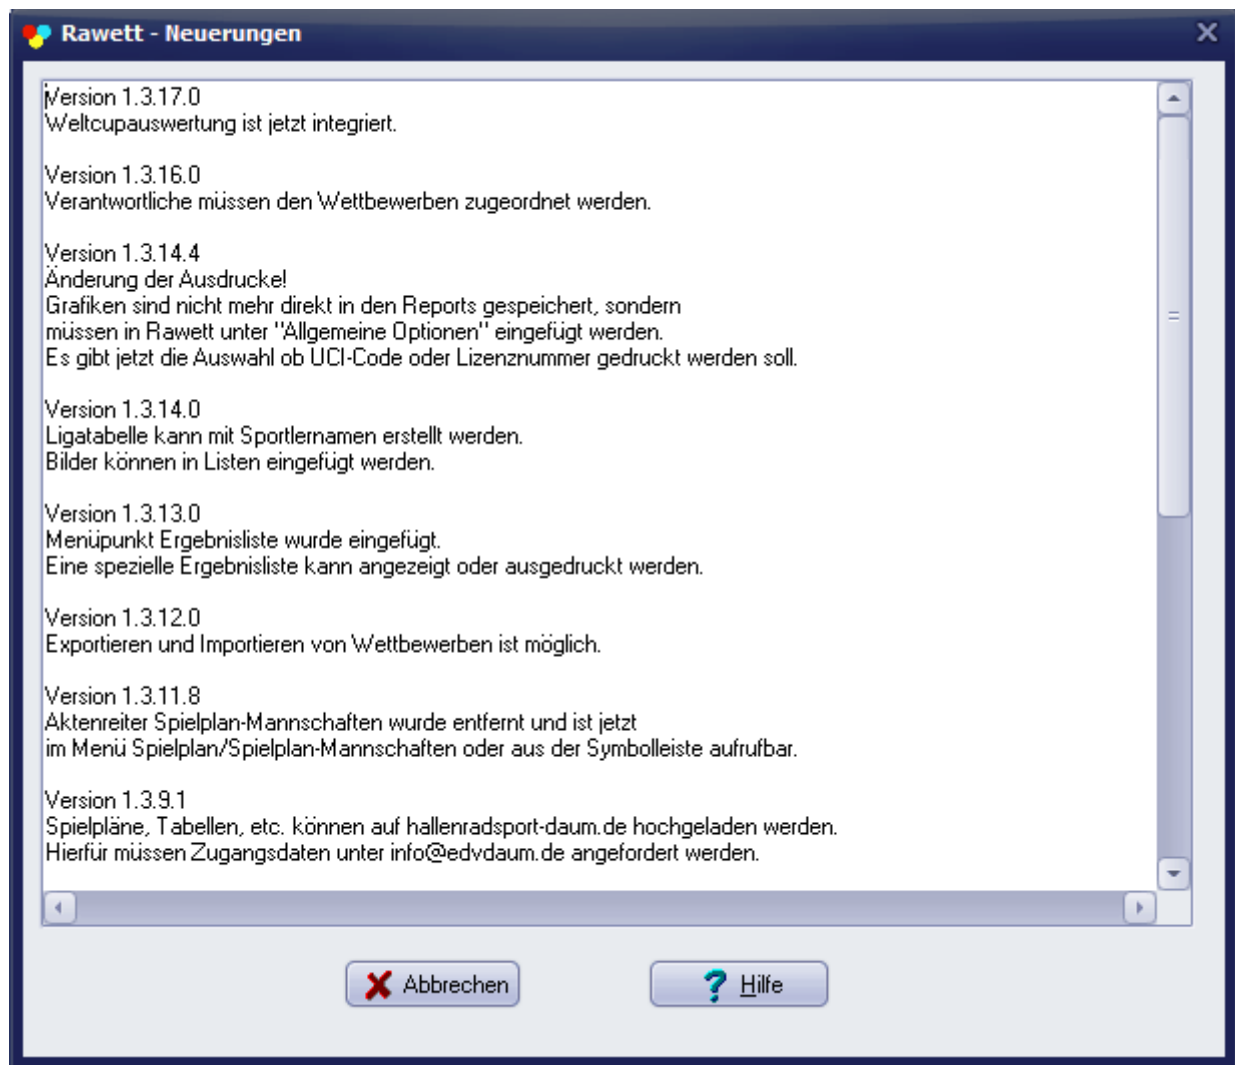 Rawett - Neuerungen
Version 1.3.17.0
Weltcupauswertung ist jetzt integriert.
Version 1.3.16.0
Verantwortliche müssen den Wettbewerben zugeordnet werden.
Version 1.3.14.4
Änderung der Ausdrucke!
Grafiken sind nicht mehr direkt in den Reports gespeichert, sondern
müssen in Rawett unter "Allgemeine Optionen" eingefügt werden.
Es gibt jetzt die Auswahl ob UCI-Code oder Lizenznummer gedruckt werden soll.
Version 1.3.14.0
Ligatabelle kann mit Sportlernamen erstellt werden.
Bilder können in Listen eingefügt werden.
Version 1.3.13.0
Menüpunkt Ergebnisliste wurde eingefügt.
Eine spezielle Ergebnisliste kann angezeigt oder ausgedruckt werden.
Version 1.3.12.0
Exportieren und Importieren von Wettbewerben ist möglich.
Version 1.3.11.8
Aktenreiter Spielplan-Mannschaften wurde entfernt und ist jetzt
im Menü Spielplan/Spielplan-Mannschaften oder aus der Symbolleiste aufrufbar.
Version 1.3.9.1
Spielpläne, Tabellen, etc. können auf hallenradsport-daum.de hochgeladen werden.
Hierfür müssen Zugangsdaten unter info@edvdaum.de angefordert werden.
Abbrechen
Hilfe